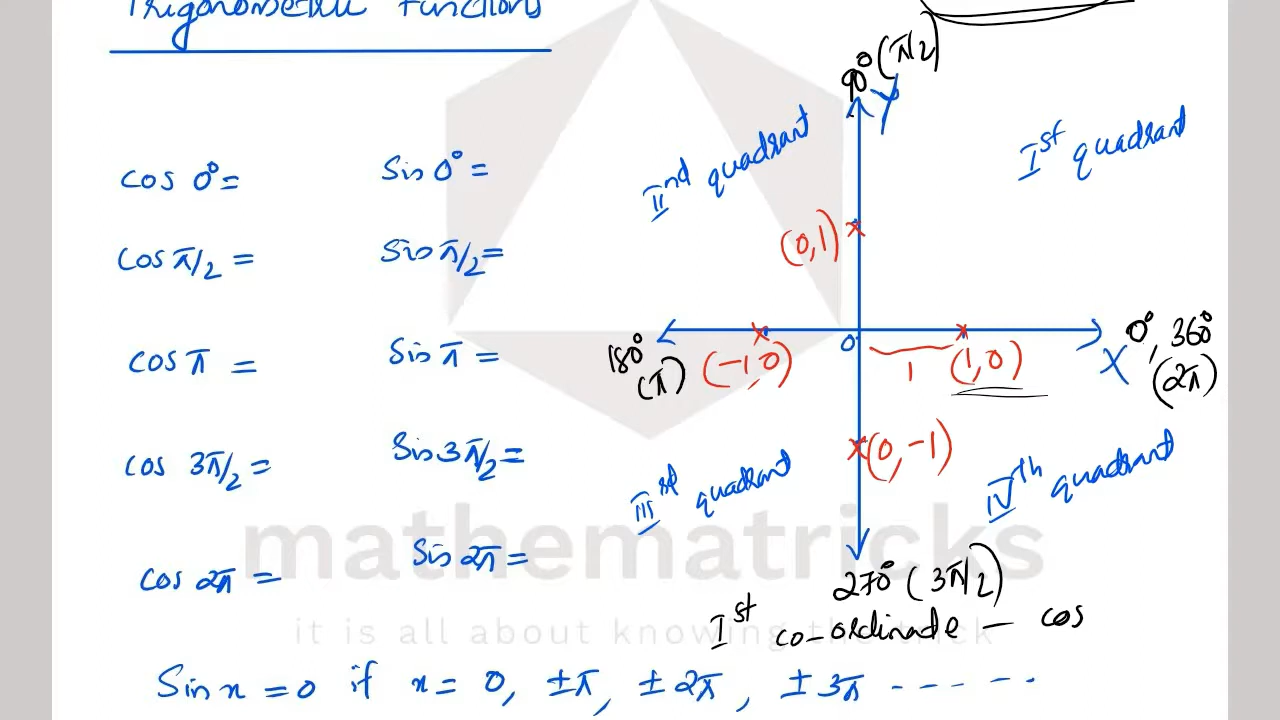 Trigonometric Functions
cos 0° =
Sin 0° =
cos π/2 =
Sin π/2 =
cos π =
Sin π =
cos 3π/2 =
Sin 3π/2 =
cos 2π =
Sin 2π =
Sin x = 0 if x = 0, ±π, ±2π, ±3π ------
90° (π/2)
Y
IInd quadrant
Ist quadrant
(0,1)
180°
(π)
(-1,0)
0
1
(1,0)
X
0°, 360°
(2π)
(0,-1)
IIIst quadrant
IVth quadrant
270° (3π/2)
Ist co-ordinade - cos
mathematricks
it is all about knowing the trick